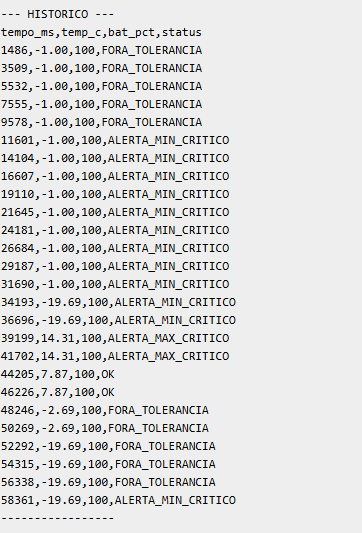 --- HISTORICO ---
tempo_ms,temp_c,bat_pct,status
1486,-1.00,100,FORA_TOLERANCIA
3509,-1.00,100,FORA_TOLERANCIA
5532,-1.00,100,FORA_TOLERANCIA
7555,-1.00,100,FORA_TOLERANCIA
9578,-1.00,100,FORA_TOLERANCIA
11601,-1.00,100,ALERTA_MIN_CRITICO
14104,-1.00,100,ALERTA_MIN_CRITICO
16607,-1.00,100,ALERTA_MIN_CRITICO
19110,-1.00,100,ALERTA_MIN_CRITICO
21645,-1.00,100,ALERTA_MIN_CRITICO
24181,-1.00,100,ALERTA_MIN_CRITICO
26684,-1.00,100,ALERTA_MIN_CRITICO
29187,-1.00,100,ALERTA_MIN_CRITICO
31690,-1.00,100,ALERTA_MIN_CRITICO
34193,-19.69,100,ALERTA_MIN_CRITICO
36696,-19.69,100,ALERTA_MIN_CRITICO
39199,14.31,100,ALERTA_MAX_CRITICO
41702,14.31,100,ALERTA_MAX_CRITICO
44205,7.87,100,OK
46226,7.87,100,OK
48246,-2.69,100,FORA_TOLERANCIA
50269,-2.69,100,FORA_TOLERANCIA
52292,-19.69,100,FORA_TOLERANCIA
54315,-19.69,100,FORA_TOLERANCIA
56338,-19.69,100,FORA_TOLERANCIA
58361,-19.69,100,ALERTA_MIN_CRITICO
-----------------